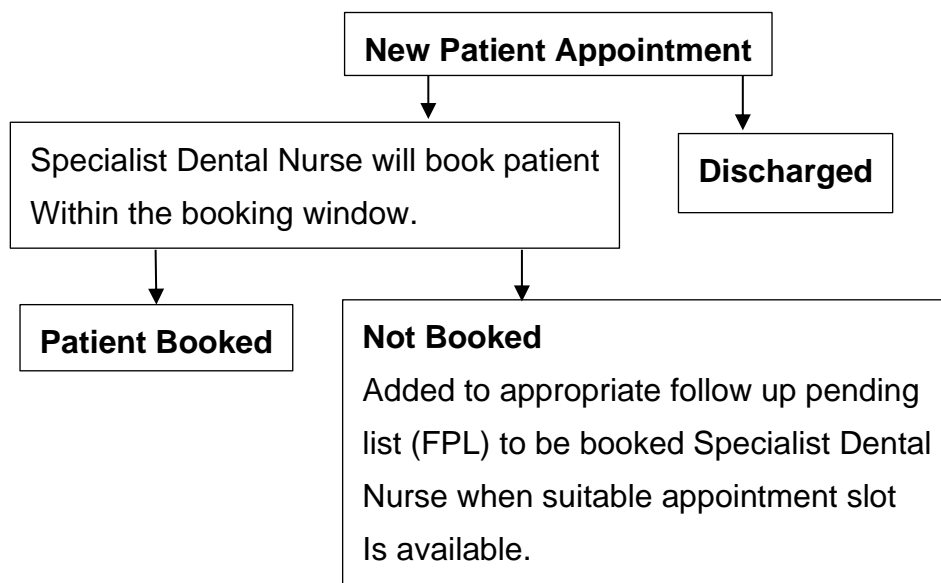 New Patient Appointment
Specialist Dental Nurse will book patient
Within the booking window.
Discharged
Patient Booked
Not Booked
Added to appropriate follow up pending
list (FPL) to be booked Specialist Dental
Nurse when suitable appointment slot
Is available.